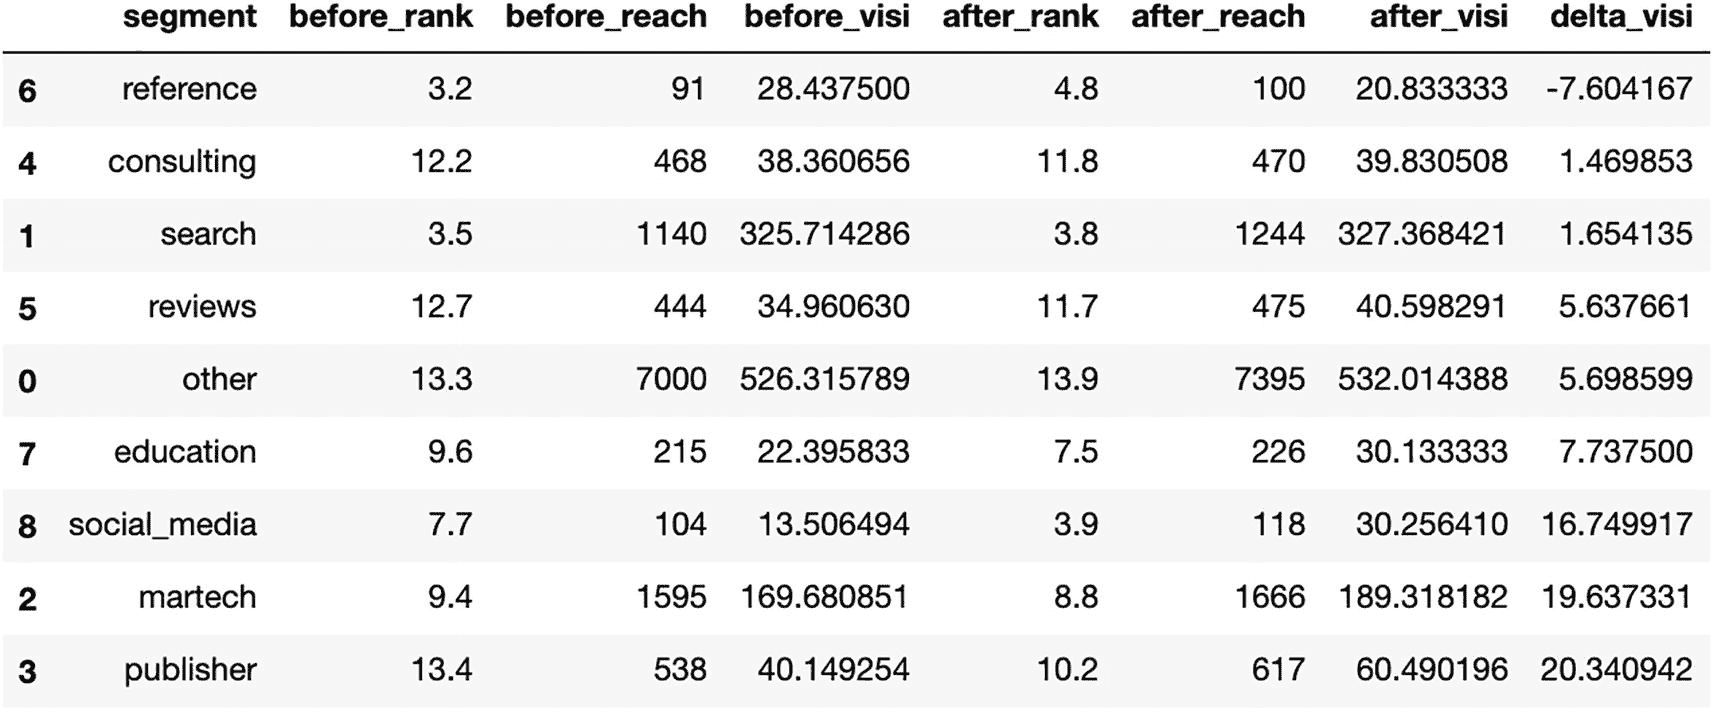 segment before_rank before_reach before_visi after_rank after_reach after_visi delta_visi
6 reference 3.2 91 28.437500 4.8 100 20.833333 -7.604167
4 consulting 12.2 468 38.360656 11.8 470 39.830508 1.469853
1 search 3.5 1140 325.714286 3.8 1244 327.368421 1.654135
5 reviews 12.7 444 34.960630 11.7 475 40.598291 5.637661
0 other 13.3 7000 526.315789 13.9 7395 532.014388 5.698599
7 education 9.6 215 22.395833 7.5 226 30.133333 7.737500
8 social_media 7.7 104 13.506494 3.9 118 30.256410 16.749917
2 martech 9.4 1595 169.680851 8.8 1666 189.318182 19.637331
3 publisher 13.4 538 40.149254 10.2 617 60.490196 20.340942